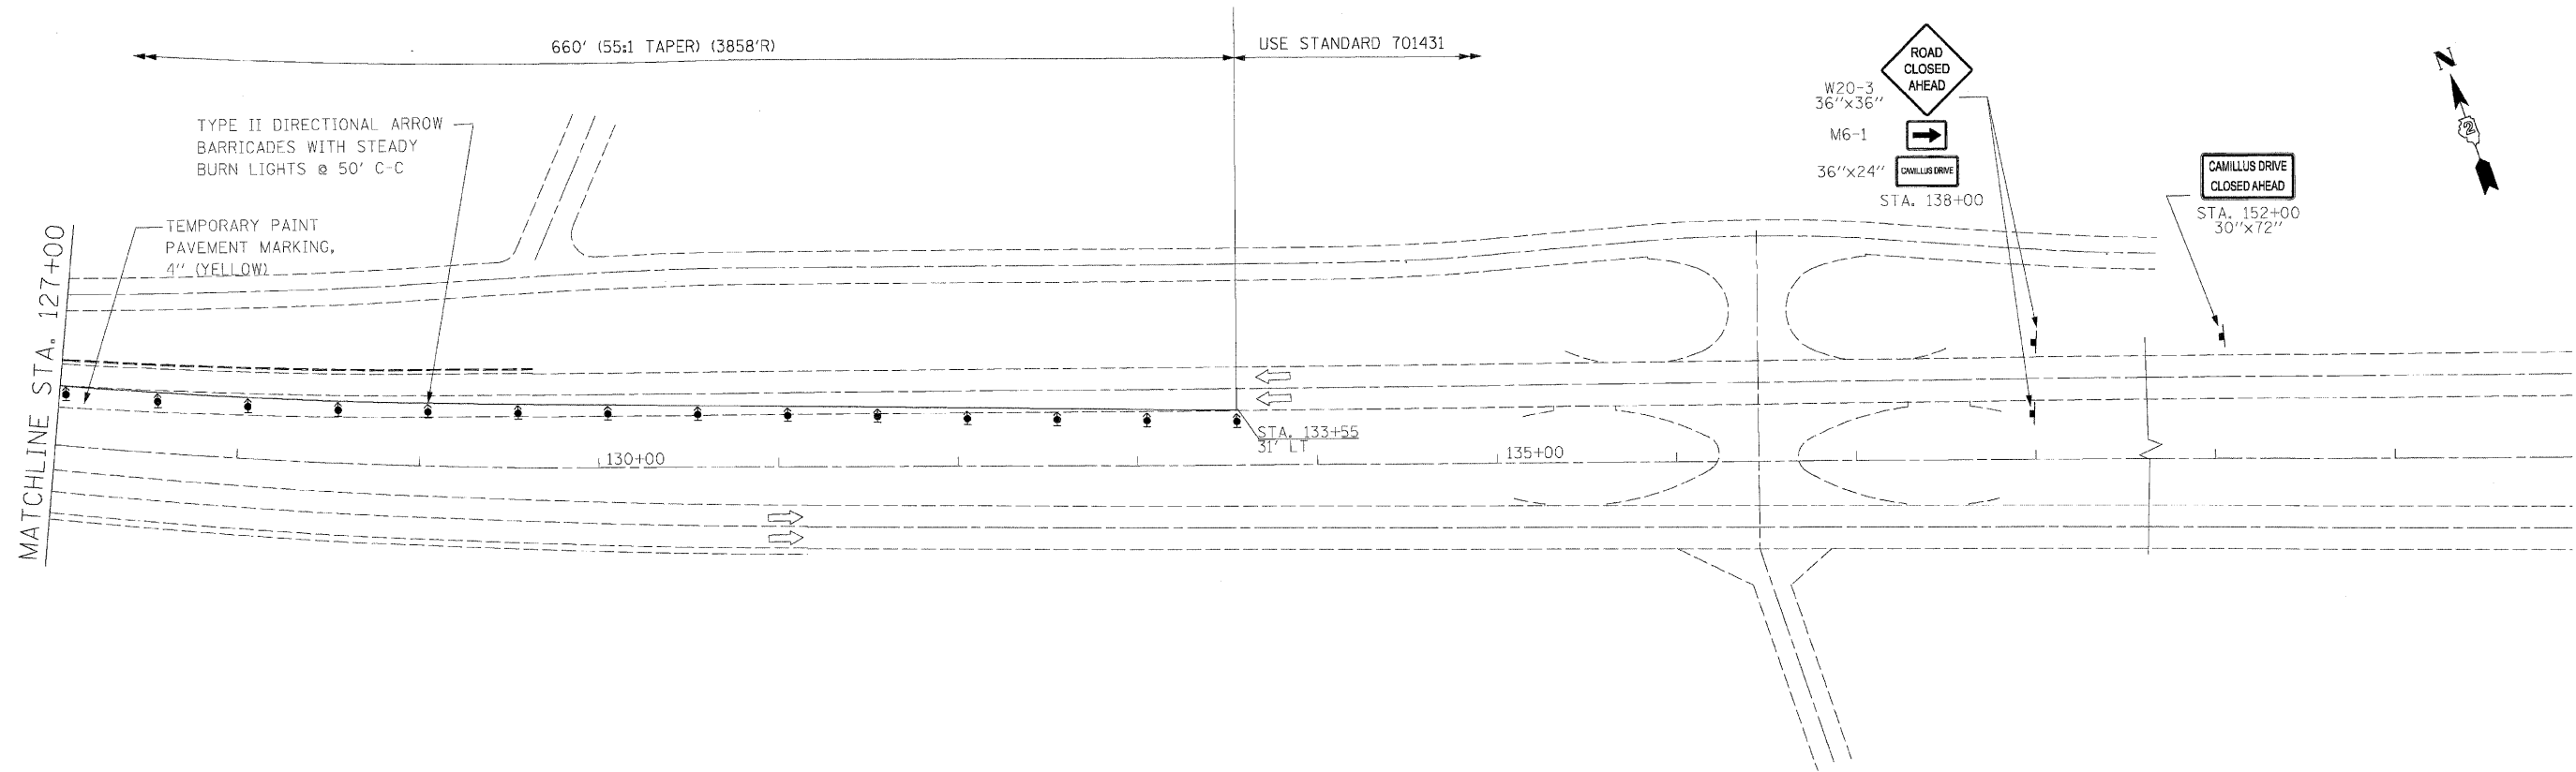 660' (55:1 TAPER) (3858'R)
USE STANDARD 701431
ROAD
CLOSED
AHEAD
W20-3
36"x36"
M6-1
36"x24"
CAMILLUS DRIVE
STA. 138+00
CAMILLUS DRIVE
CLOSED AHEAD
STA. 152+00
30"x72"
N
2
TYPE II DIRECTIONAL ARROW
BARRICADES WITH STEADY
BURN LIGHTS @ 50' C-C
TEMPORARY PAINT
PAVEMENT MARKING,
4" (YELLOW)
MATCHLINE STA. 127+00
STA. 133+55
31' LT
130+00
135+00